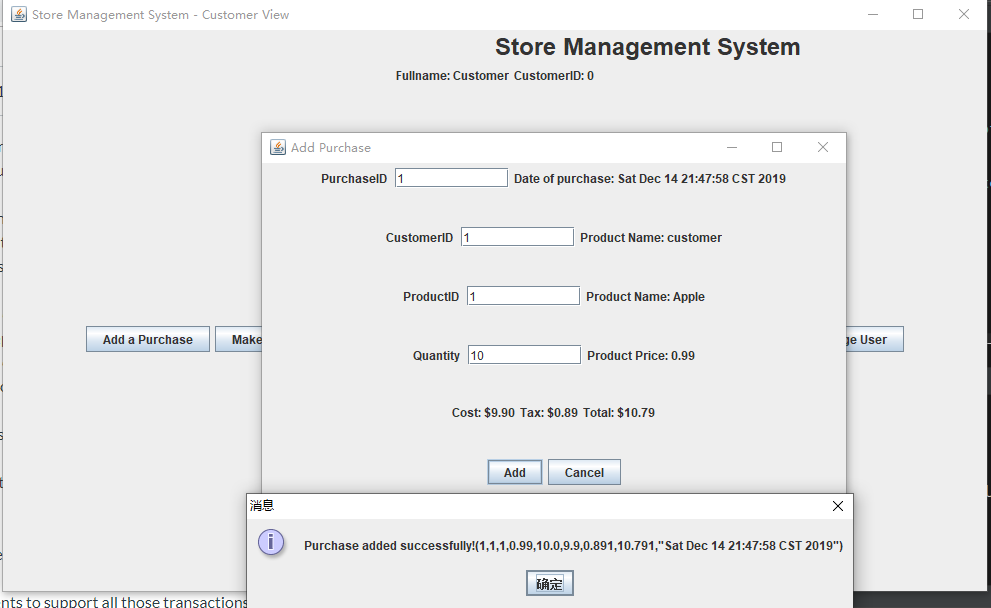 Store Management System - Customer View
Store Management System
Fullname: Customer CustomerID: 0
Add Purchase
PurchaseID 1 Date of purchase: Sat Dec 14 21:47:58 CST 2019
CustomerID 1 Product Name: customer
ProductID 1 Product Name: Apple
Add a Purchase Make ge User
Quantity 10 Product Price: 0.99
Cost: $9.90 Tax: $0.89 Total: $10.79
Add Cancel
消息
Purchase added successfully!(1,1,1,0.99,10.0,9.9,0.891,10.791,"Sat Dec 14 21:47:58 CST 2019")
确定
nts to support all those transactions